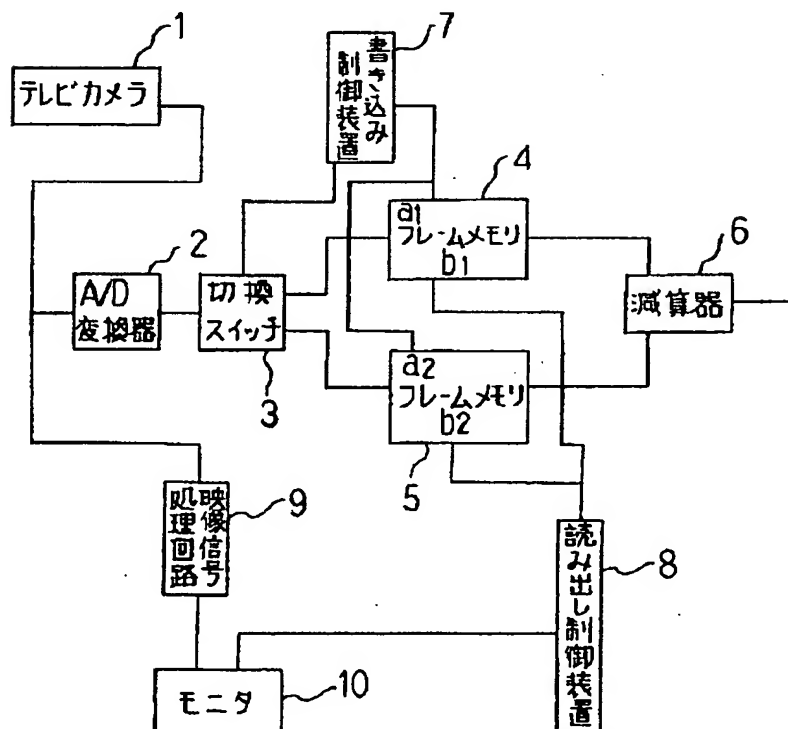 1
テレビカメラ
7
書き込み
制御装置
2
A/D
変換器
切換
スイッチ
3
4
a1
フレームメモリ
b1
6
減算器
a2
フレームメモリ
b2
5
9
映像信号
処理回路
8
読み出し制御装置
10
モニタ